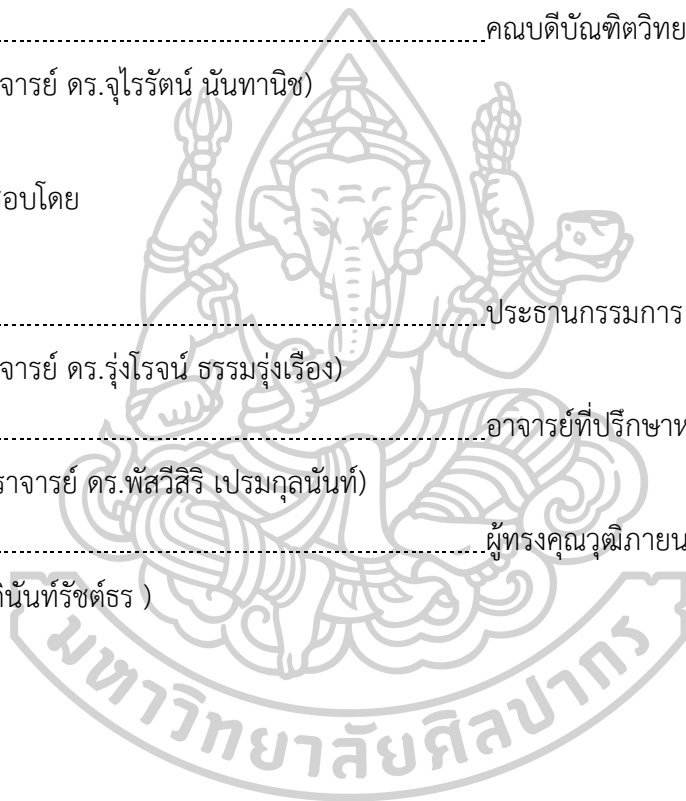 คณบดีบัณฑิตวิทย
จารย์ ดร.จุไรรัตน์ นันทานิช)
อบโดย
ประธานกรรมการ
จารย์ ดร.รุ่งโรจน์ ธรรมรุ่งเรือง)
อาจารย์ที่ปรึกษาห
ราจารย์ ดร.พัสวีสิริ เปรมกุลนันท์)
ผู้ทรงคุณวุฒิภายน
นันท์รัชต์ธร )
มหาวิทยาลัยศิลปากร